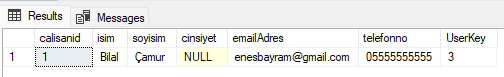 Results Messages
calisanid isim soyisim cinsiyet emailAdres telefonno UserKey
1 1 Bilal Çamur NULL enesbayram@gmail.com 05555555555 3